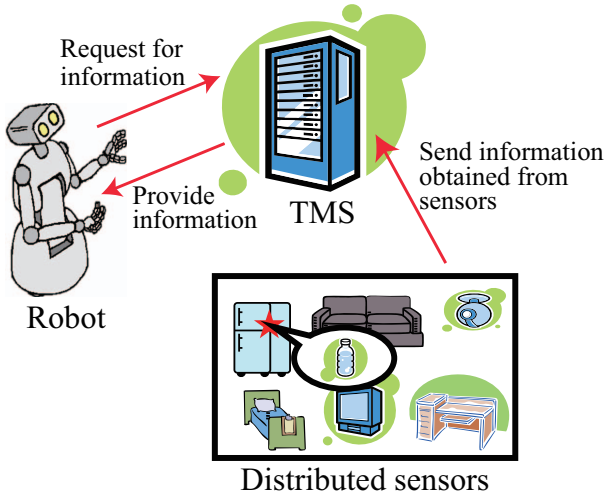 Request for
information
Provide
information
TMS
Send information
obtained from
sensors
Robot
Distributed sensors